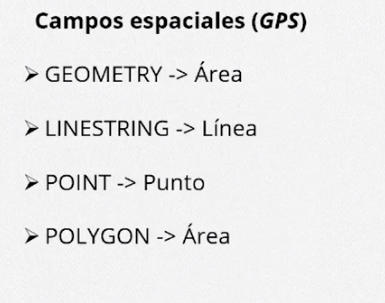 Campos espaciales (GPS)
➤ GEOMETRY -> Área
➤ LINESTRING -> Línea
➤ POINT -> Punto
➤ POLYGON -> Área